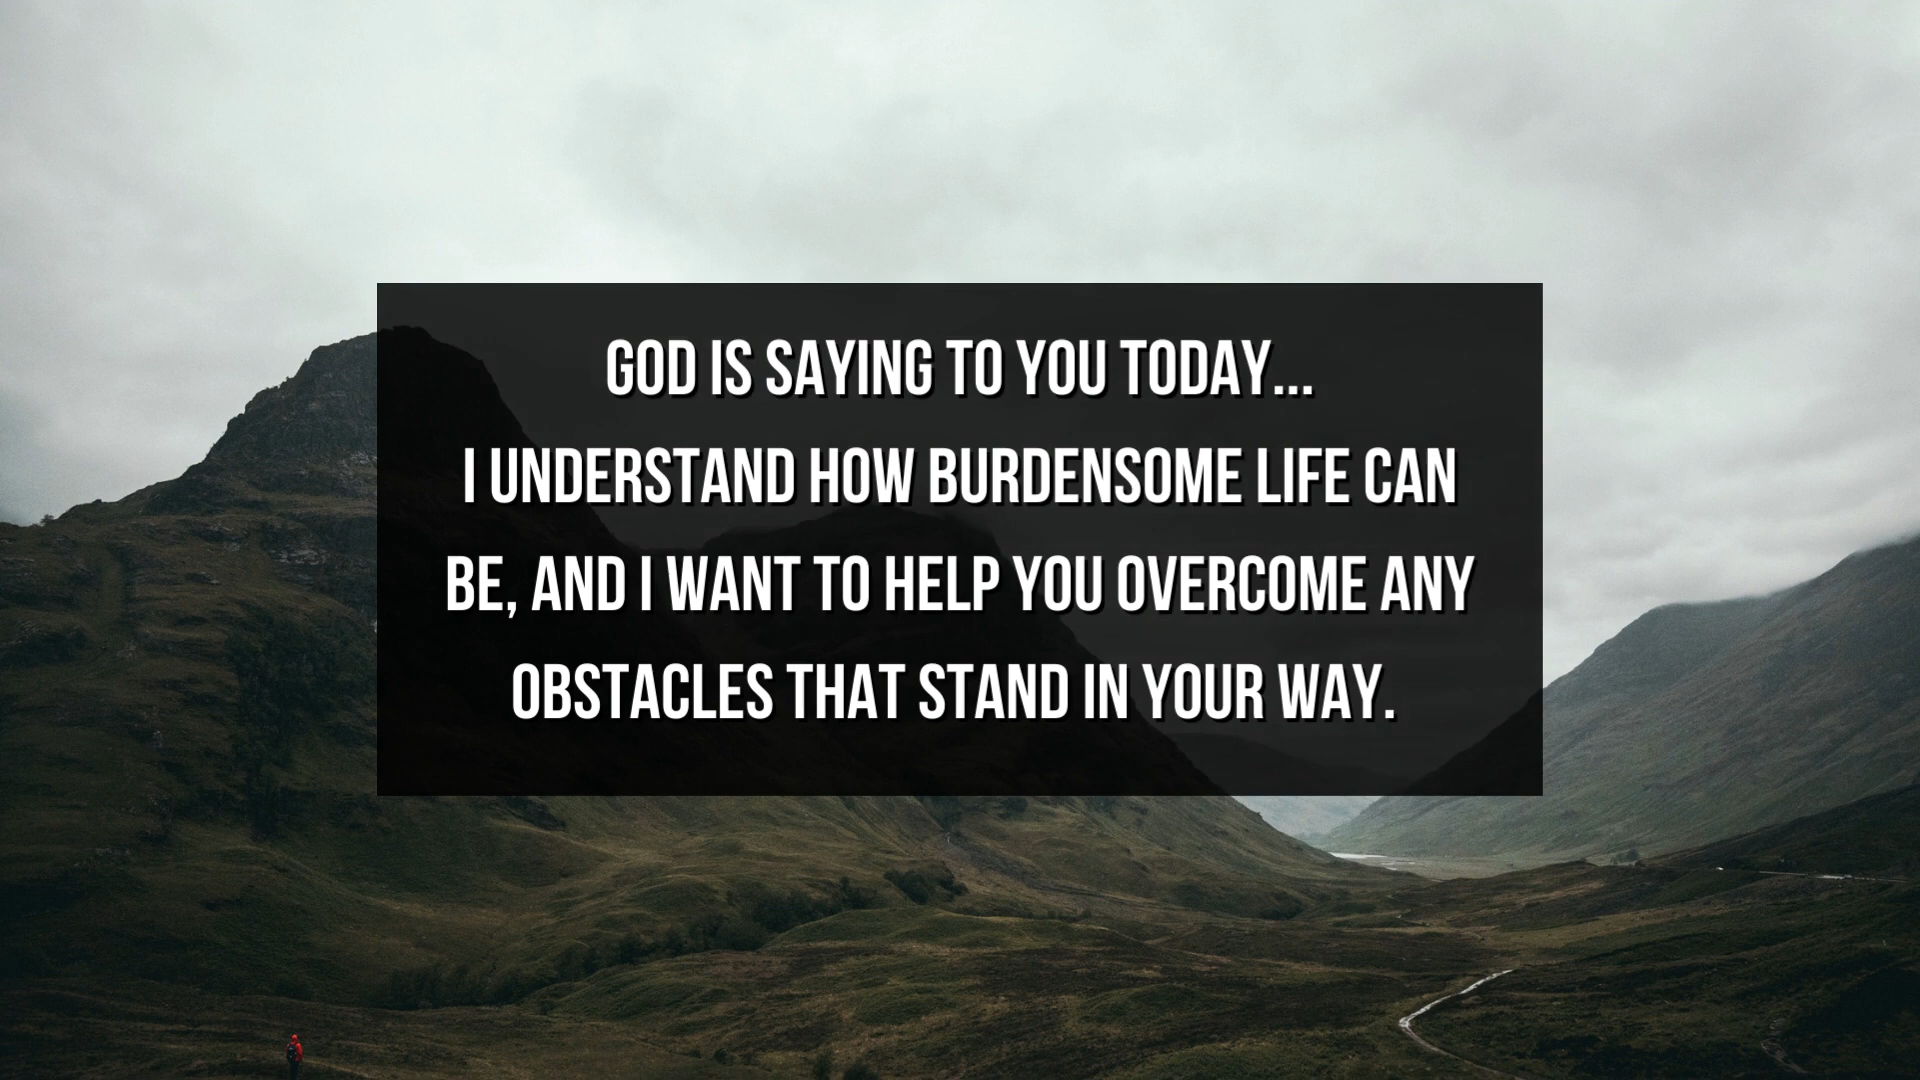 GOD IS SAYING TO YOU TODAY...
I UNDERSTAND HOW BURDENSOME LIFE CAN
BE, AND I WANT TO HELP YOU OVERCOME ANY
OBSTACLES THAT STAND IN YOUR WAY.